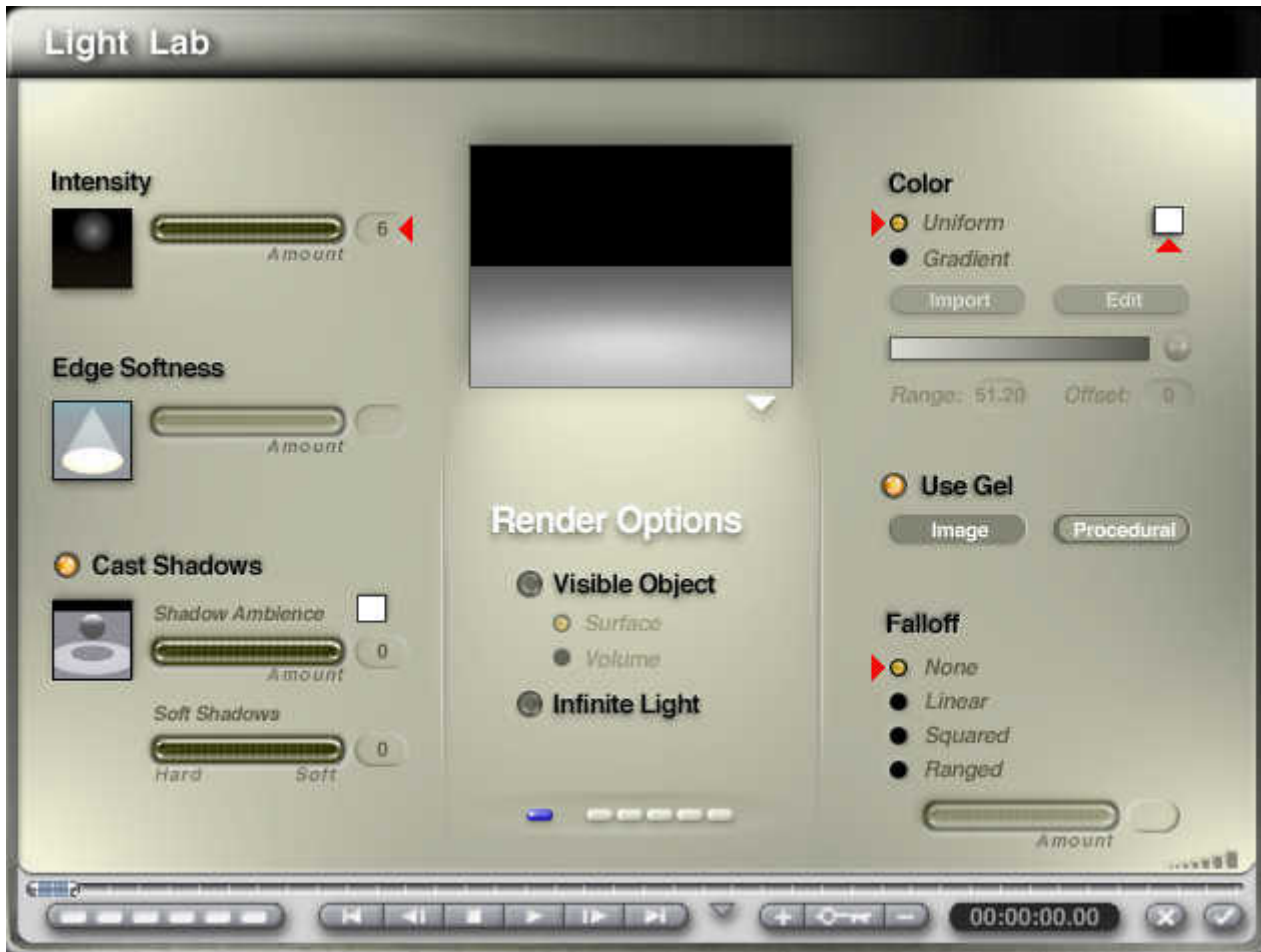 Light Lab
Intensity
6
Amount
Edge Softness
Amount
Cast Shadows
Shadow Ambience
0
Amount
Soft Shadows
0
Hard Soft
Render Options
Visible Object
Surface
Volume
Infinite Light
Color
Uniform
Gradient
Import Edit
Range: 51.20 Offset: 0
Use Gel
Image Procedural
Falloff
None
Linear
Squared
Ranged
Amount
00:00:00.00